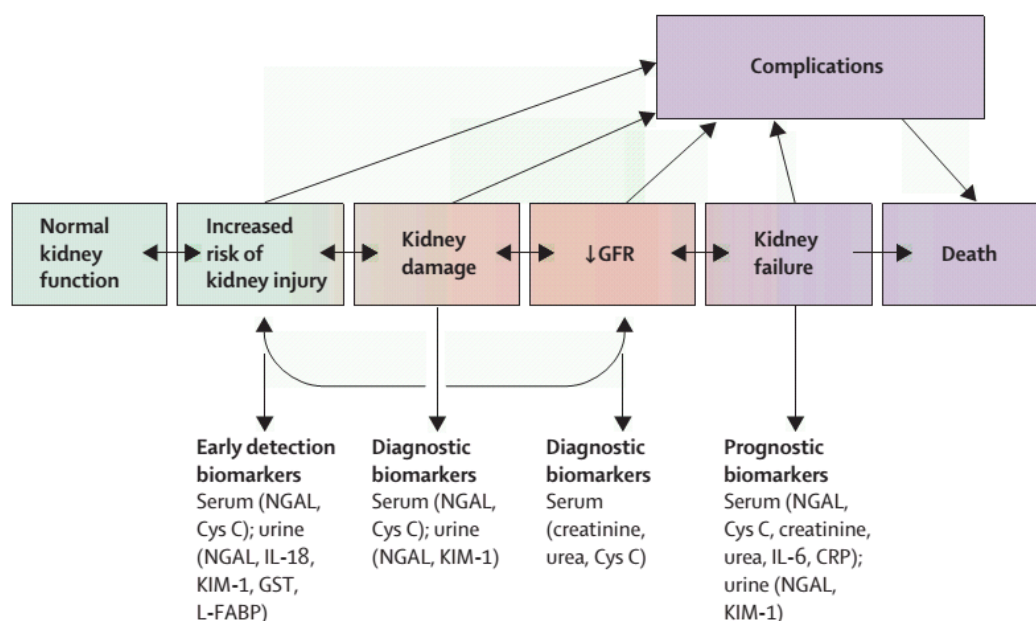 Complications
Normal
kidney
function
Increased
risk of
kidney injury
Kidney
damage
↓GFR
Kidney
failure
Death
Early detection
biomarkers
Serum (NGAL,
Cys C); urine
(NGAL, IL-18,
KIM-1, GST,
L-FABP)
Diagnostic
biomarkers
Serum (NGAL,
Cys C); urine
(NGAL, KIM-1)
Diagnostic
biomarkers
Serum
(creatinine,
urea, Cys C)
Prognostic
biomarkers
Serum (NGAL,
Cys C, creatinine,
urea, IL-6, CRP);
urine (NGAL,
KIM-1)